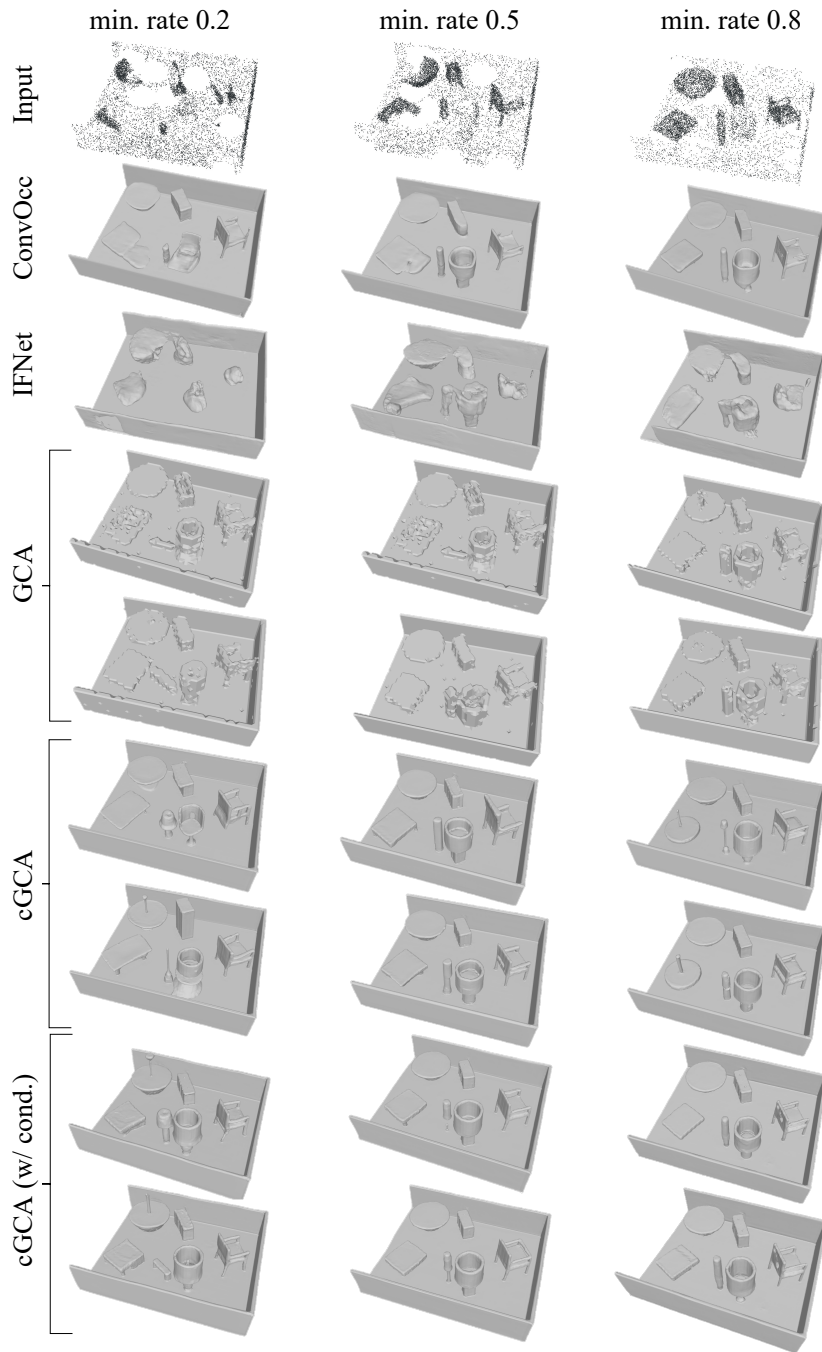 min. rate 0.2 min. rate 0.5 min. rate 0.8
Input
ConvOcc
IFNet
GCA
cGCA
cGCA (w/ cond.)